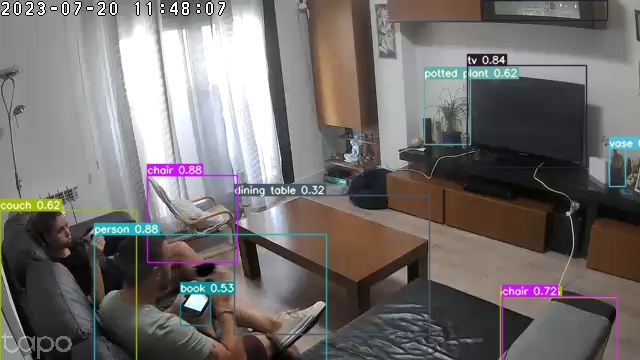 2023-07-20 11:48:07
tv 0.84
potted plant 0.62
vase
chair 0.88
dining table 0.32
couch 0.62
person 0.88
book 0.53
chair 0.72
tapo